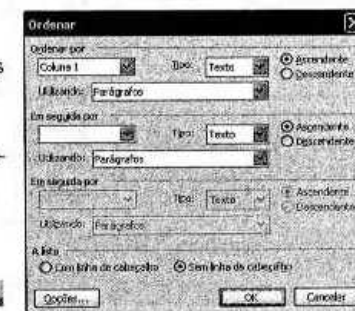 Ordenar
Ordenar por
Coluna 1 Tipo: Texto Ascendente
Descendente
Utilizando: Parágrafos
Em seguida por
Tipo: Texto Ascendente
Descendente
Utilizando: Parágrafos
Em seguida por
Tipo: Texto Ascendente
Descendente
Utilizando: Parágrafos
A lista
Com linha de cabeçalho Sem linha de cabeçalho
Opções... OK Cancelar